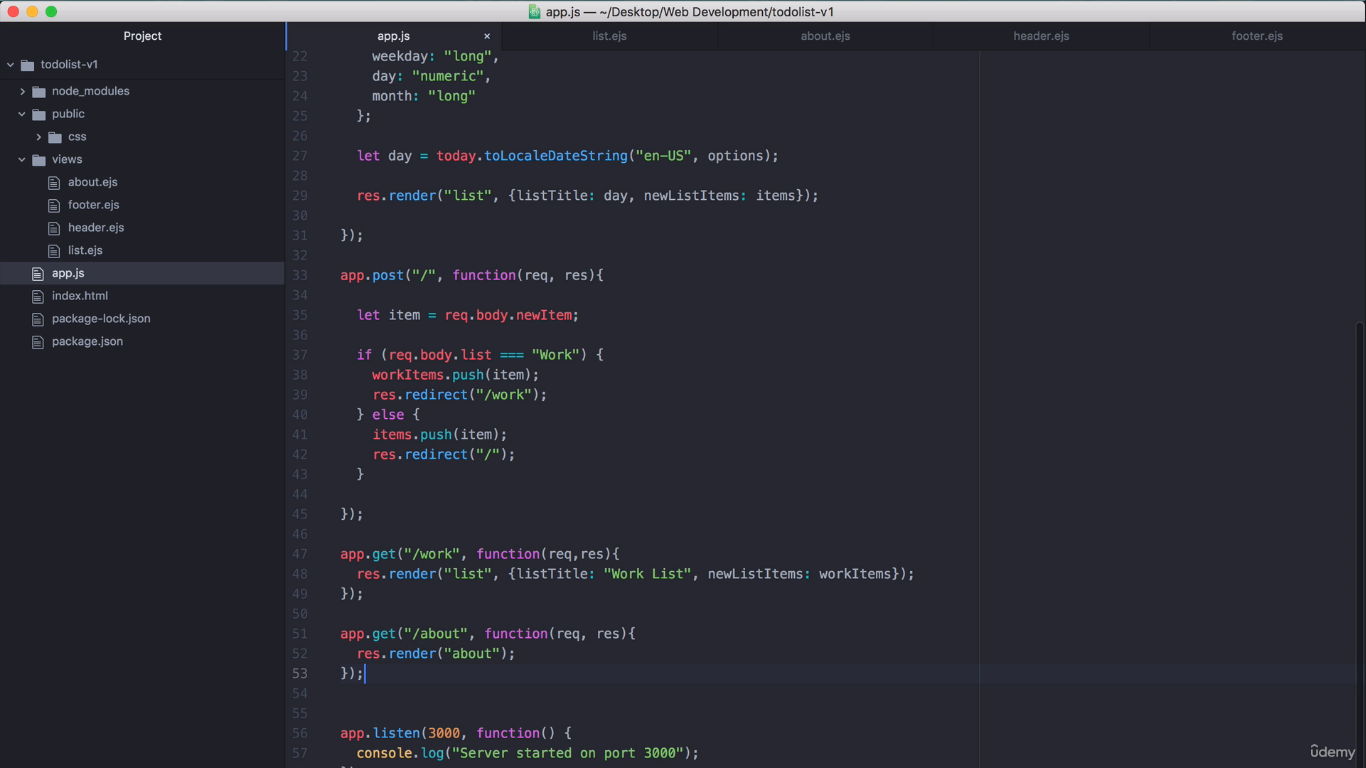 app.js — ~/Desktop/Web Development/todolist-v1
Project
app.js ×
list.ejs
about.ejs
header.ejs
footer.ejs
todolist-v1
node_modules
public
css
views
about.ejs
footer.ejs
header.ejs
list.ejs
app.js
index.html
package-lock.json
package.json
22 weekday: "long",
23 day: "numeric",
24 month: "long"
25 };
26
27 let day = today.toLocaleDateString("en-US", options);
28
29 res.render("list", {listTitle: day, newListItems: items});
30
31 });
32
33 app.post("/", function(req, res){
34
35 let item = req.body.newItem;
36
37 if (req.body.list === "Work") {
38 workItems.push(item);
39 res.redirect("/work");
40 } else {
41 items.push(item);
42 res.redirect("/");
43 }
44
45 });
46
47 app.get("/work", function(req,res){
48 res.render("list", {listTitle: "Work List", newListItems: workItems});
49 });
50
51 app.get("/about", function(req, res){
52 res.render("about");
53 });
54
55
56 app.listen(3000, function() {
57 console.log("Server started on port 3000");
ûdemy